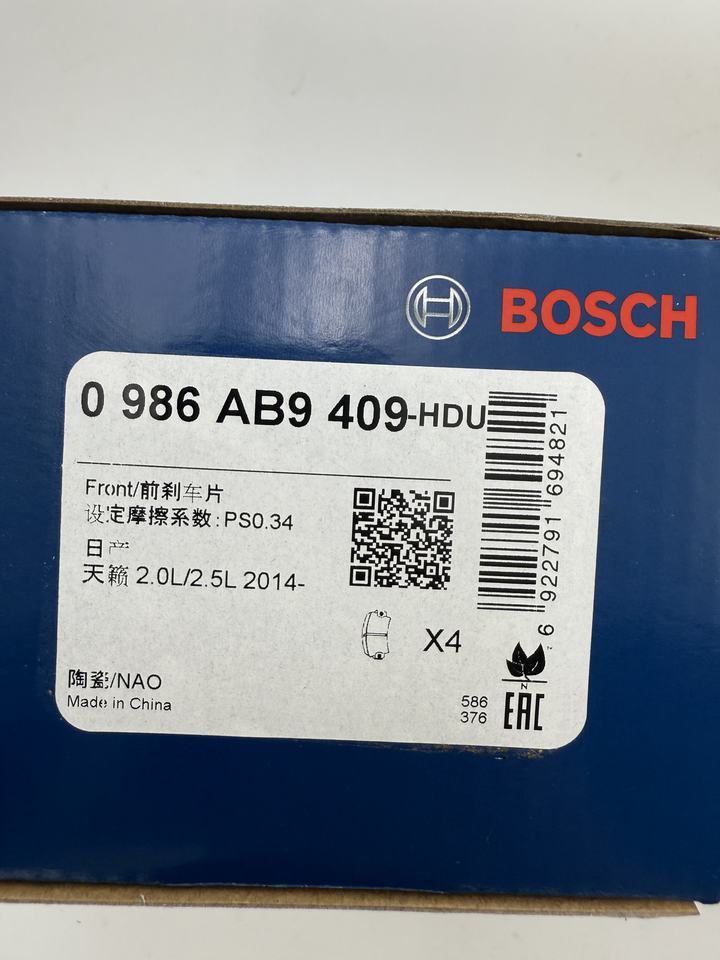 BOSCH
0 986 AB9 409-HDU
Front/前刹车片
设定摩擦系数:PS0.34
日产
天籁 2.0L/2.5L 2014-
X4
陶瓷/NAO
Made in China
586
376
N
EAC
6 922791 694821